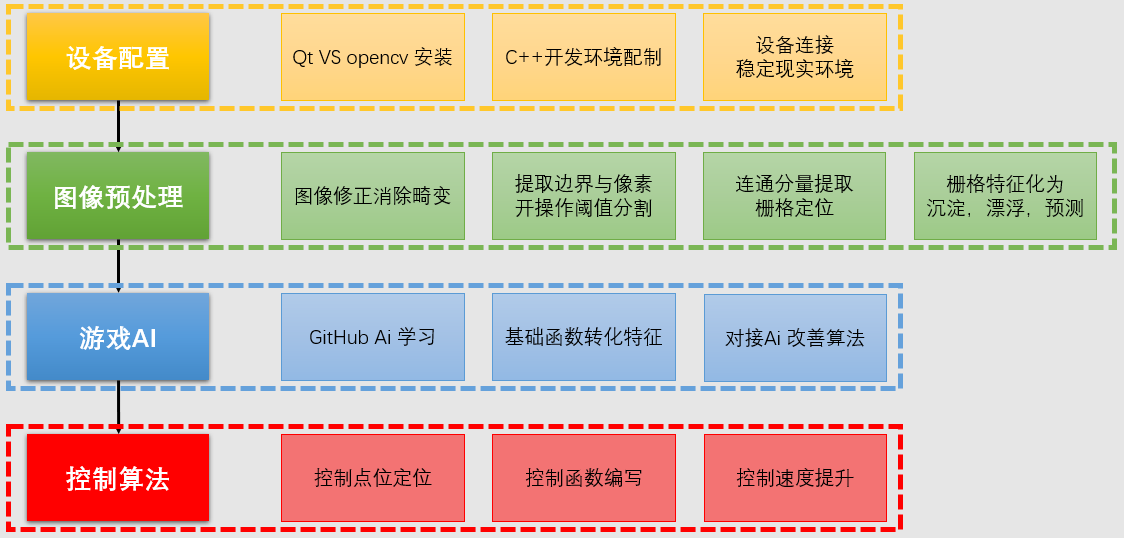 设备配置
Qt VS opencv 安装
C++开发环境配制
设备连接
稳定现实环境
图像预处理
图像修正消除畸变
提取边界与像素
开操作阈值分割
连通分量提取
栅格定位
栅格特征化为
沉淀，漂浮，预测
游戏AI
GitHub Ai 学习
基础函数转化特征
对接Ai 改善算法
控制算法
控制点位定位
控制函数编写
控制速度提升